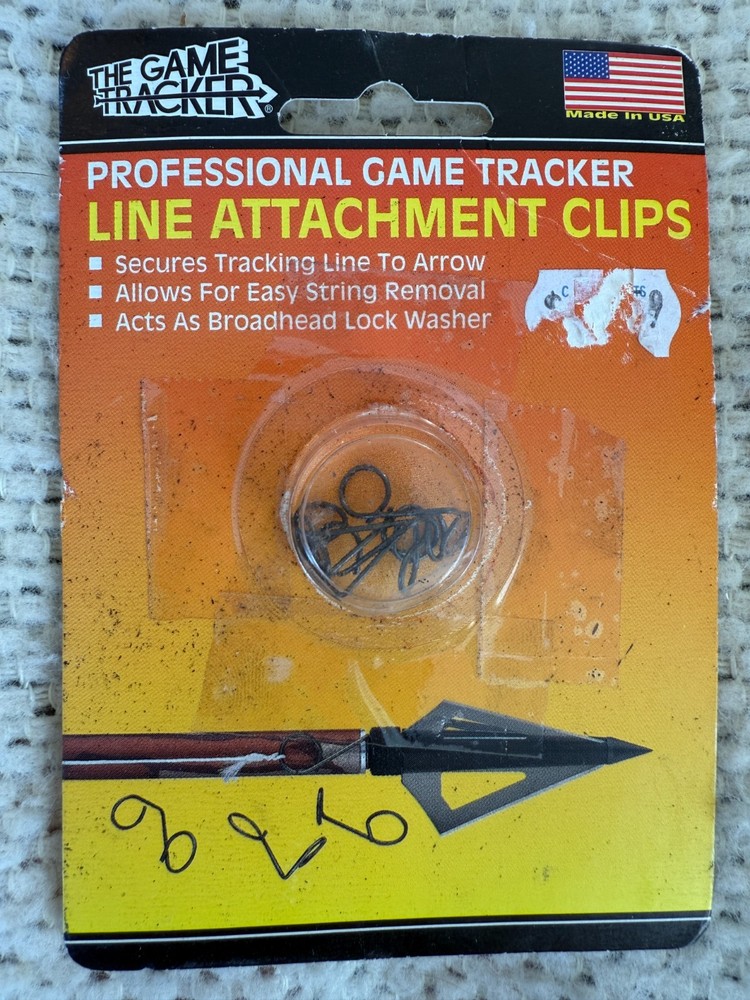 THE GAME
TRACKER®
Made In USA
PROFESSIONAL GAME TRACKER
LINE ATTACHMENT CLIPS
■ Secures Tracking Line To Arrow
■ Allows For Easy String Removal
■ Acts As Broadhead Lock Washer